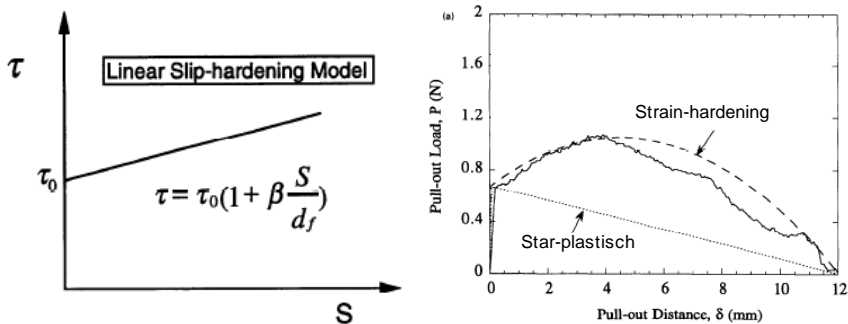 τ
Linear Slip-hardening Model
τ₀
τ = τ₀(1 + β S/d_f)
S
(a)
Pull-out Load, P (N)
2
1.6
1.2
0.8
0.4
0
Strain-hardening
Star-plastisch
0 2 4 6 8 10 12
Pull-out Distance, δ (mm)